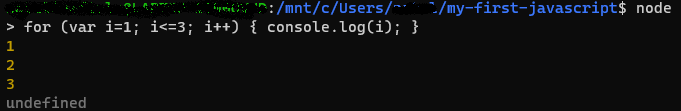 :/mnt/c/Users/ /my-first-javascript$ node
> for (var i=1; i<=3; i++) { console.log(i); }
1
2
3
undefined